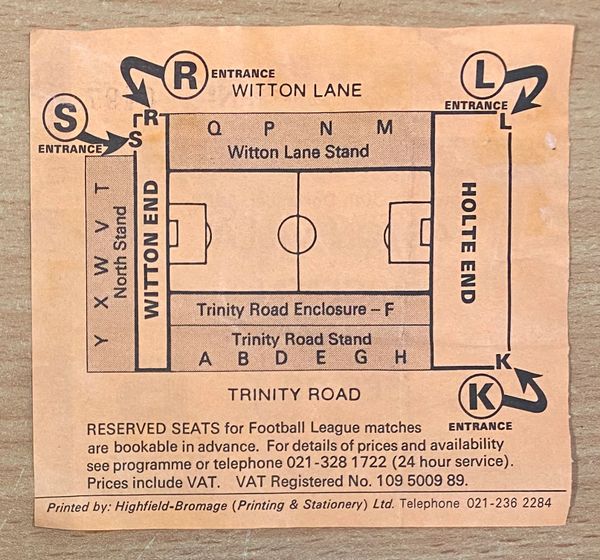 R ENTRANCE
WITTON LANE
L
ENTRANCE
S
ENTRANCE
R
S
L
Q P N M
Witton Lane Stand
Y X W V T
North Stand
WITTON END
HOLTE END
Trinity Road Enclosure – F
Trinity Road Stand
A B D E G H
K
TRINITY ROAD
K
ENTRANCE
RESERVED SEATS for Football League matches
are bookable in advance. For details of prices and availability
see programme or telephone 021-328 1722 (24 hour service).
Prices include VAT. VAT Registered No. 109 5009 89.
Printed by: Highfield-Bromage (Printing & Stationery) Ltd. Telephone 021-236 2284